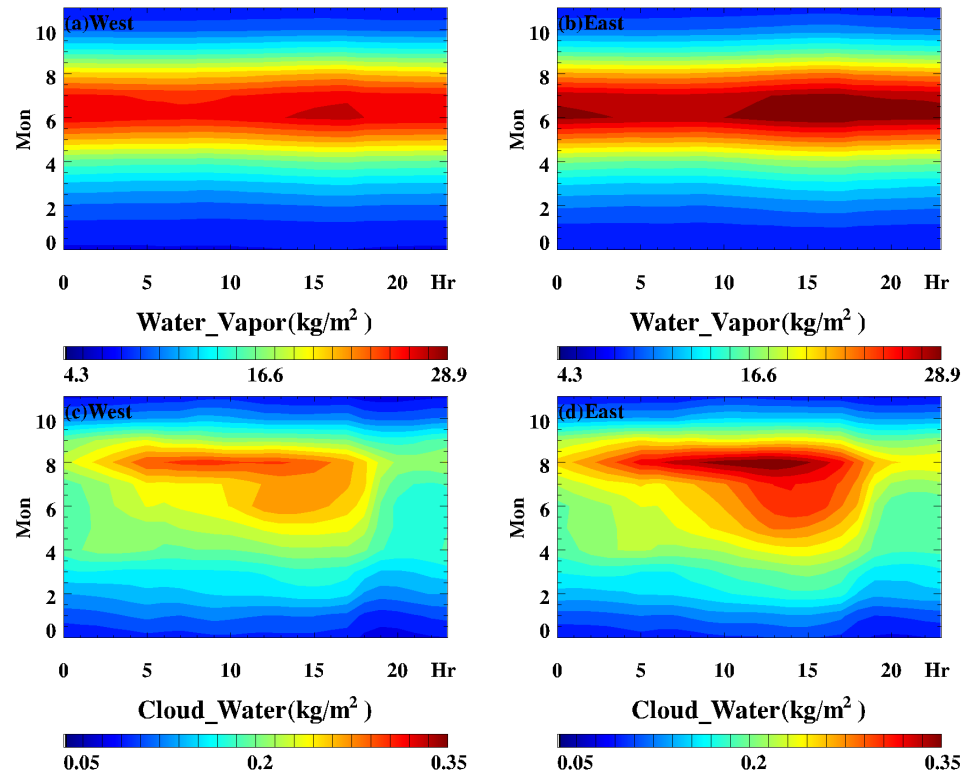 (a)West
(b)East
10
8
6
4
2
0
Mon
10
8
6
4
2
0
Mon
0 5 10 15 20 Hr
0 5 10 15 20 Hr
Water_Vapor(kg/m² )
Water_Vapor(kg/m² )
4.3 16.6 28.9
4.3 16.6 28.9
(c)West
(d)East
10
8
6
4
2
0
Mon
10
8
6
4
2
0
Mon
0 5 10 15 20 Hr
0 5 10 15 20 Hr
Cloud_Water(kg/m² )
Cloud_Water(kg/m² )
0.05 0.2 0.35
0.05 0.2 0.35